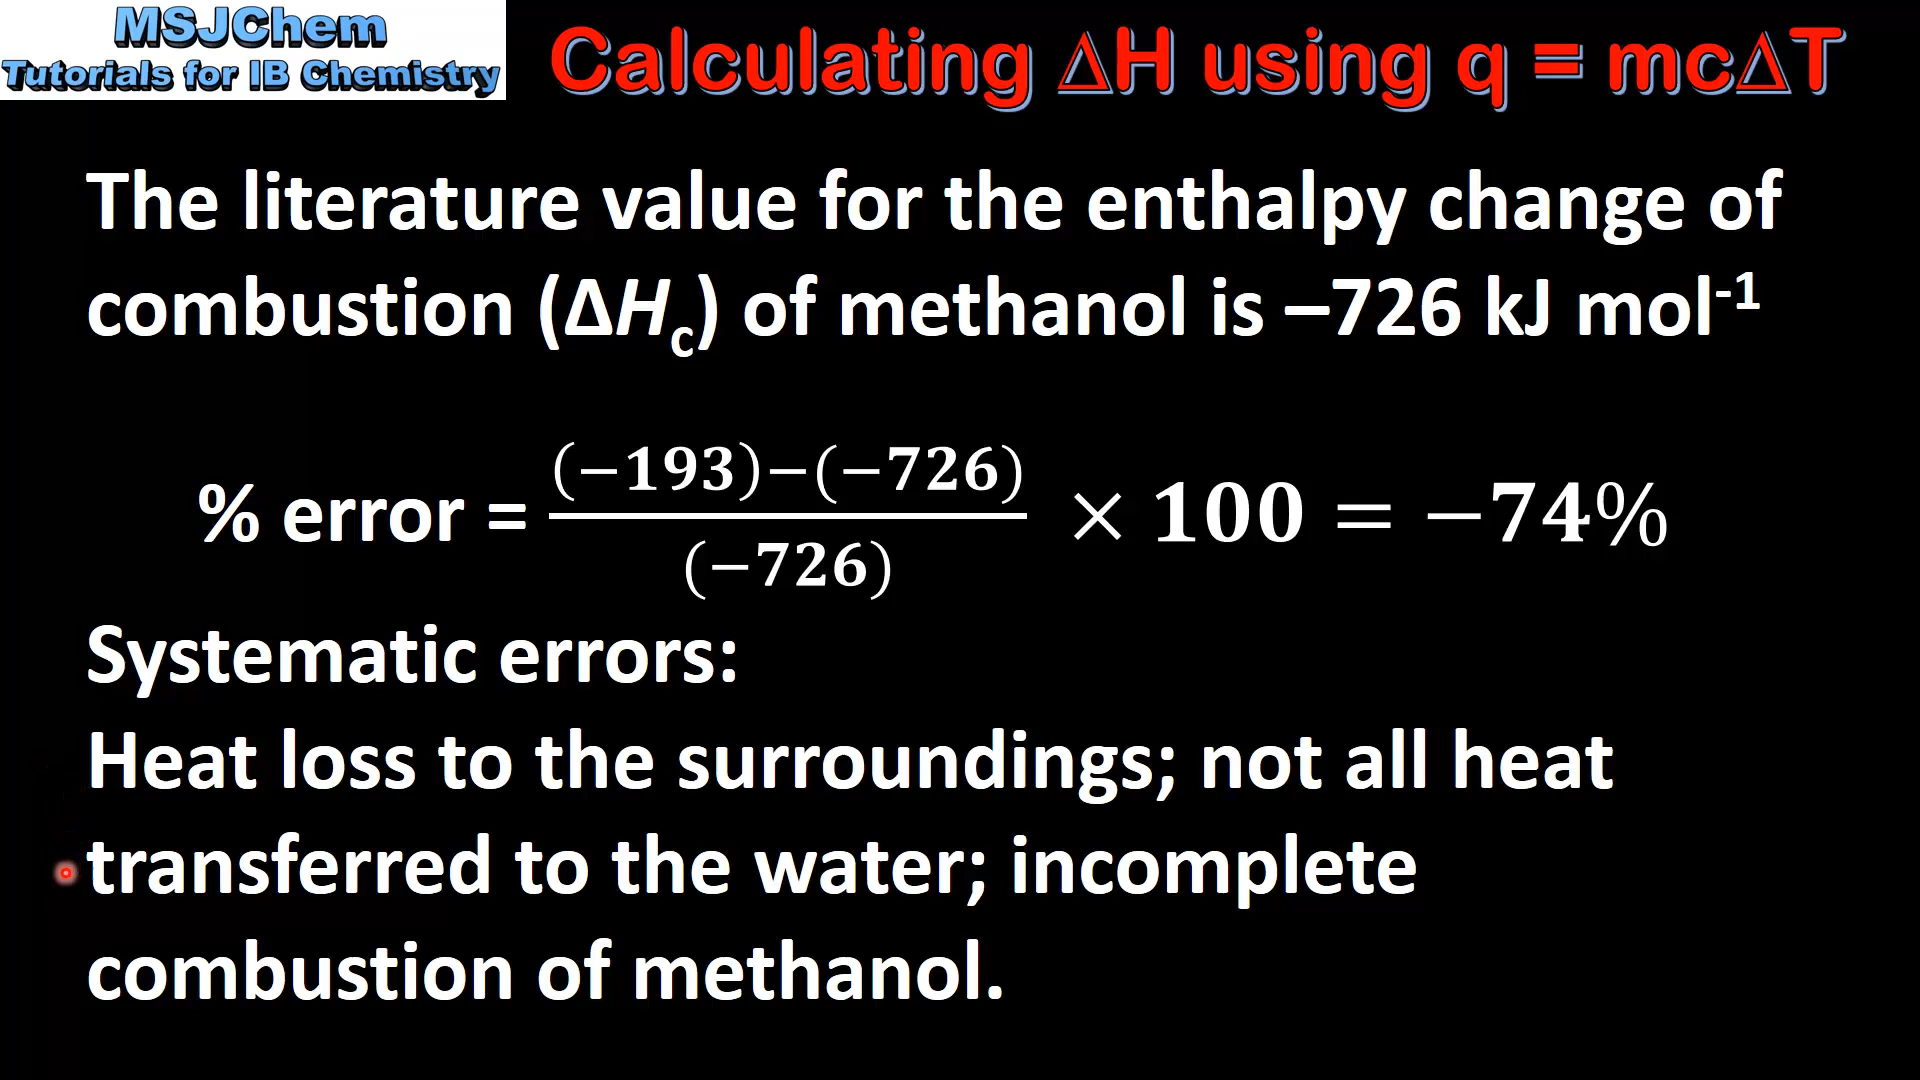 MSJChem
Tutorials for IB Chemistry
Calculating ΔH using q = mcΔT
The literature value for the enthalpy change of
combustion (ΔHc) of methanol is –726 kJ mol-1
% error = (−193)−(−726) / (−726) × 100 = −74%
Systematic errors:
Heat loss to the surroundings; not all heat
transferred to the water; incomplete
combustion of methanol.